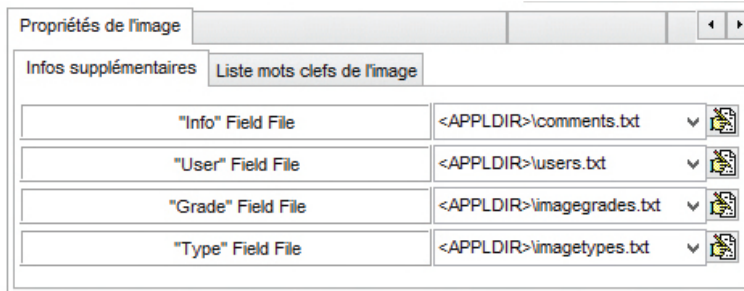 Propriétés de l'image
Infos supplémentaires Liste mots clefs de l'image
"Info" Field File <APPLDIR>\comments.txt
"User" Field File <APPLDIR>\users.txt
"Grade" Field File <APPLDIR>\imagegrades.txt
"Type" Field File <APPLDIR>\imagetypes.txt